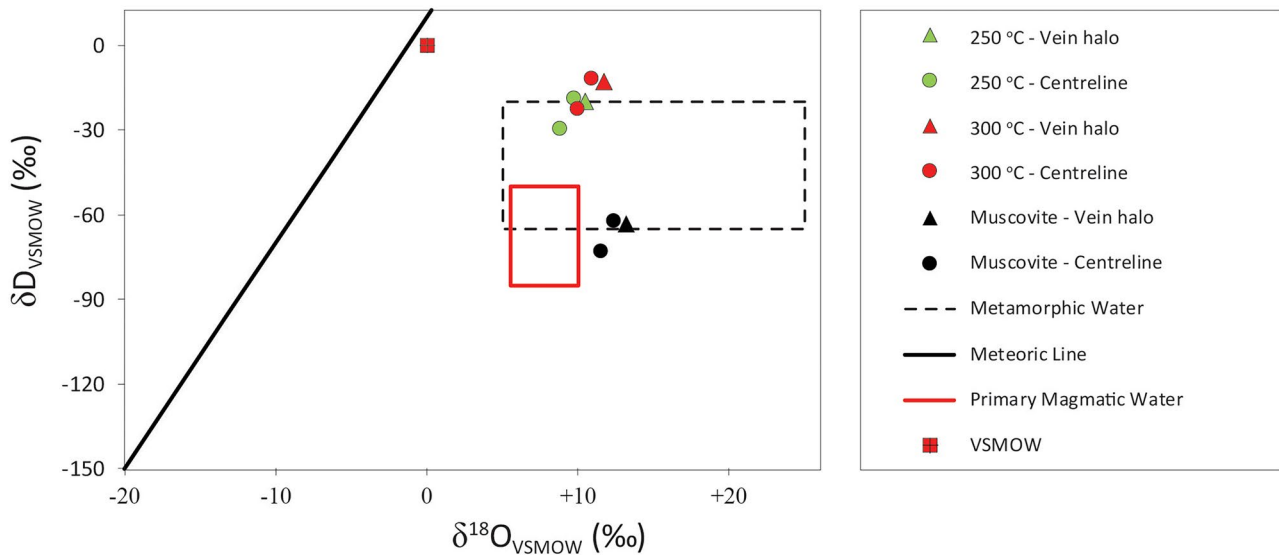 0
-30
-60
-90
-120
-150
-20
-10
0
+10
+20
δD_VSMOW (‰)
δ¹⁸O_VSMOW (‰)
250 °C - Vein halo
250 °C - Centreline
300 °C - Vein halo
300 °C - Centreline
Muscovite - Vein halo
Muscovite - Centreline
Metamorphic Water
Meteoric Line
Primary Magmatic Water
VSMOW